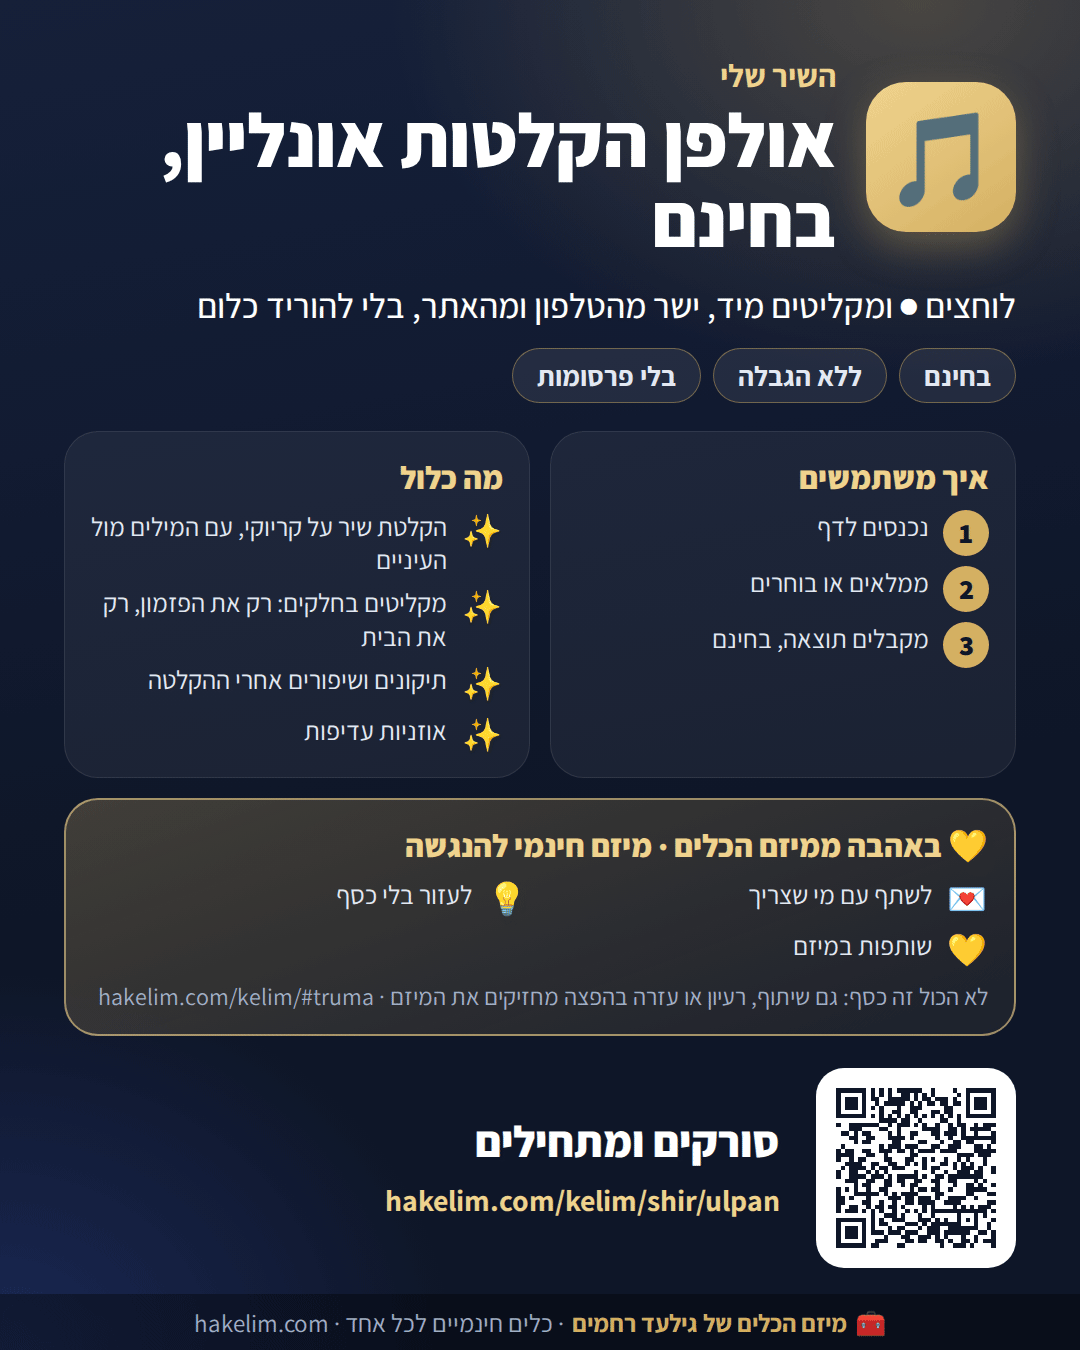 השיר שלי
אולפן הקלטות אונליין,
בחינם
לוחצים ● ומקליטים מיד, ישר מהטלפון ומהאתר, בלי להוריד כלום
בחינם
ללא הגבלה
בלי פרסומות
איך משתמשים
1 נכנסים לדף
2 ממלאים או בוחרים
3 מקבלים תוצאה, בחינם
מה כלול
✨ הקלטת שיר על קריוקי, עם המילים מול
העיניים
✨ מקליטים בחלקים: רק את הפזמון, רק
את הבית
✨ תיקונים ושיפורים אחרי ההקלטה
✨ אוזניות עדיפות
💛 באהבה ממיזם הכלים · מיזם חינמי להנגשה
💌 לשתף עם מי שצריך
💡 לעזור בלי כסף
💛 שותפות במיזם
לא הכול זה כסף: גם שיתוף, רעיון או עזרה בהפצה מחזיקים את המיזם · hakelim.com/kelim/#truma
סורקים ומתחילים
hakelim.com/kelim/shir/ulpan
🧰 מיזם הכלים של גילעד רחמים · כלים חינמיים לכל אחד · hakelim.com